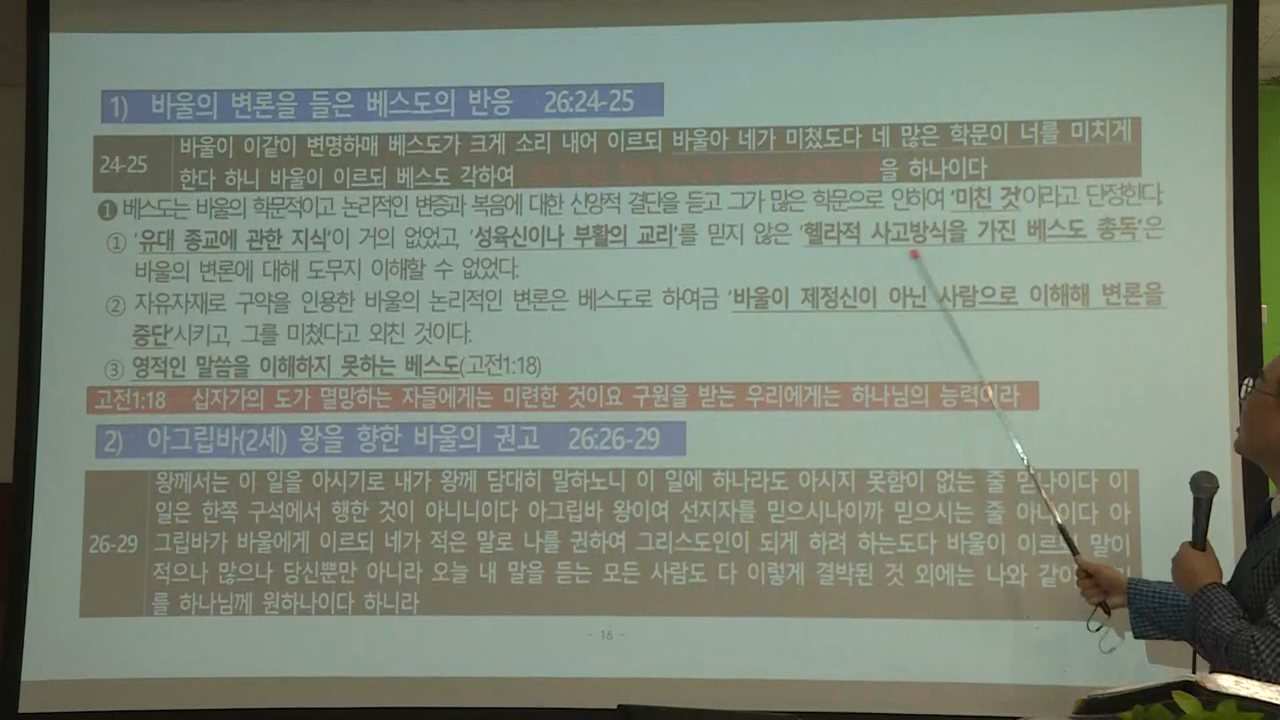 1) 바울의 변론을 들은 베스도의 반응 26:24-25
24-25
바울이 이같이 변명하매 베스도가 크게 소리 내어 이르되 바울아 네가 미쳤도다 네 많은 학문이 너를 미치게
한다 하니 바울이 이르되 베스도 각하여 을 하나이다
❶ 베스도는 바울의 학문적이고 논리적인 변증과 복음에 대한 신앙적 결단을 듣고 그가 많은 학문으로 인하여 '미친 것'이라고 단정한다.
① '유대 종교에 관한 지식'이 거의 없었고, '성육신이나 부활의 교리'를 믿지 않은 '헬라적 사고방식을 가진 베스도 총독'은
바울의 변론에 대해 도무지 이해할 수 없었다.
② 자유자재로 구약을 인용한 바울의 논리적인 변론은 베스도로 하여금 '바울이 제정신이 아닌 사람으로 이해해 변론을
중단'시키고, 그를 미쳤다고 외친 것이다.
③ 영적인 말씀을 이해하지 못하는 베스도(고전1:18)
고전1:18 십자가의 도가 멸망하는 자들에게는 미련한 것이요 구원을 받는 우리에게는 하나님의 능력이라
2) 아그립바(2세) 왕을 향한 바울의 권고 26:26-29
26-29
왕께서는 이 일을 아시기로 내가 왕께 담대히 말하노니 이 일에 하나라도 아시지 못함이 없는 줄 믿나이다 이
일은 한쪽 구석에서 행한 것이 아니니이다 아그립바 왕이여 선지자를 믿으시나이까 믿으시는 줄 아나이다 아
그립바가 바울에게 이르되 네가 적은 말로 나를 권하여 그리스도인이 되게 하려 하는도다 바울이 이르되 말이
적으나 많으나 당신뿐만 아니라 오늘 내 말을 듣는 모든 사람도 다 이렇게 결박된 것 외에는 나와 같이
를 하나님께 원하나이다 하니라
- 16 -